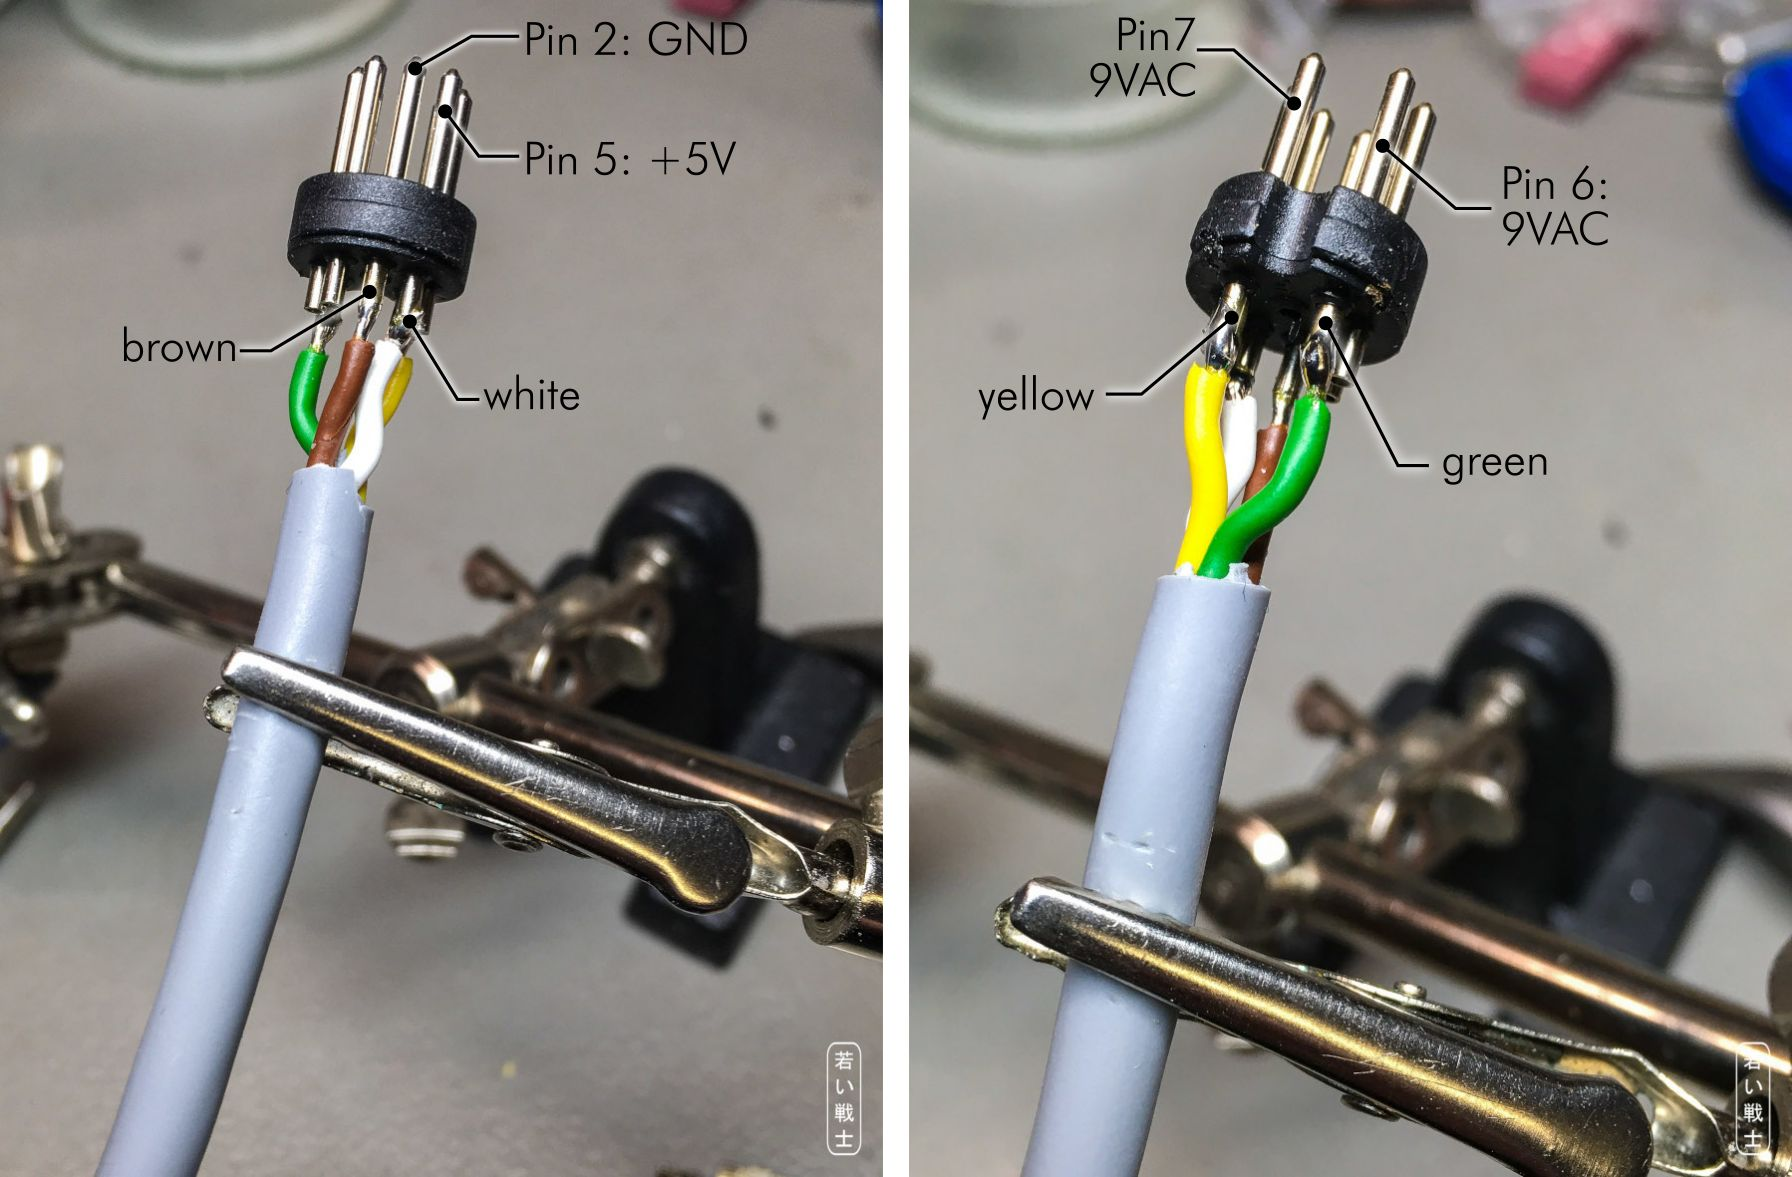 Pin 2: GND
Pin 5: +5V
brown
white
若い戦士
Pin7
9VAC
Pin 6:
9VAC
yellow
green
若い戦士